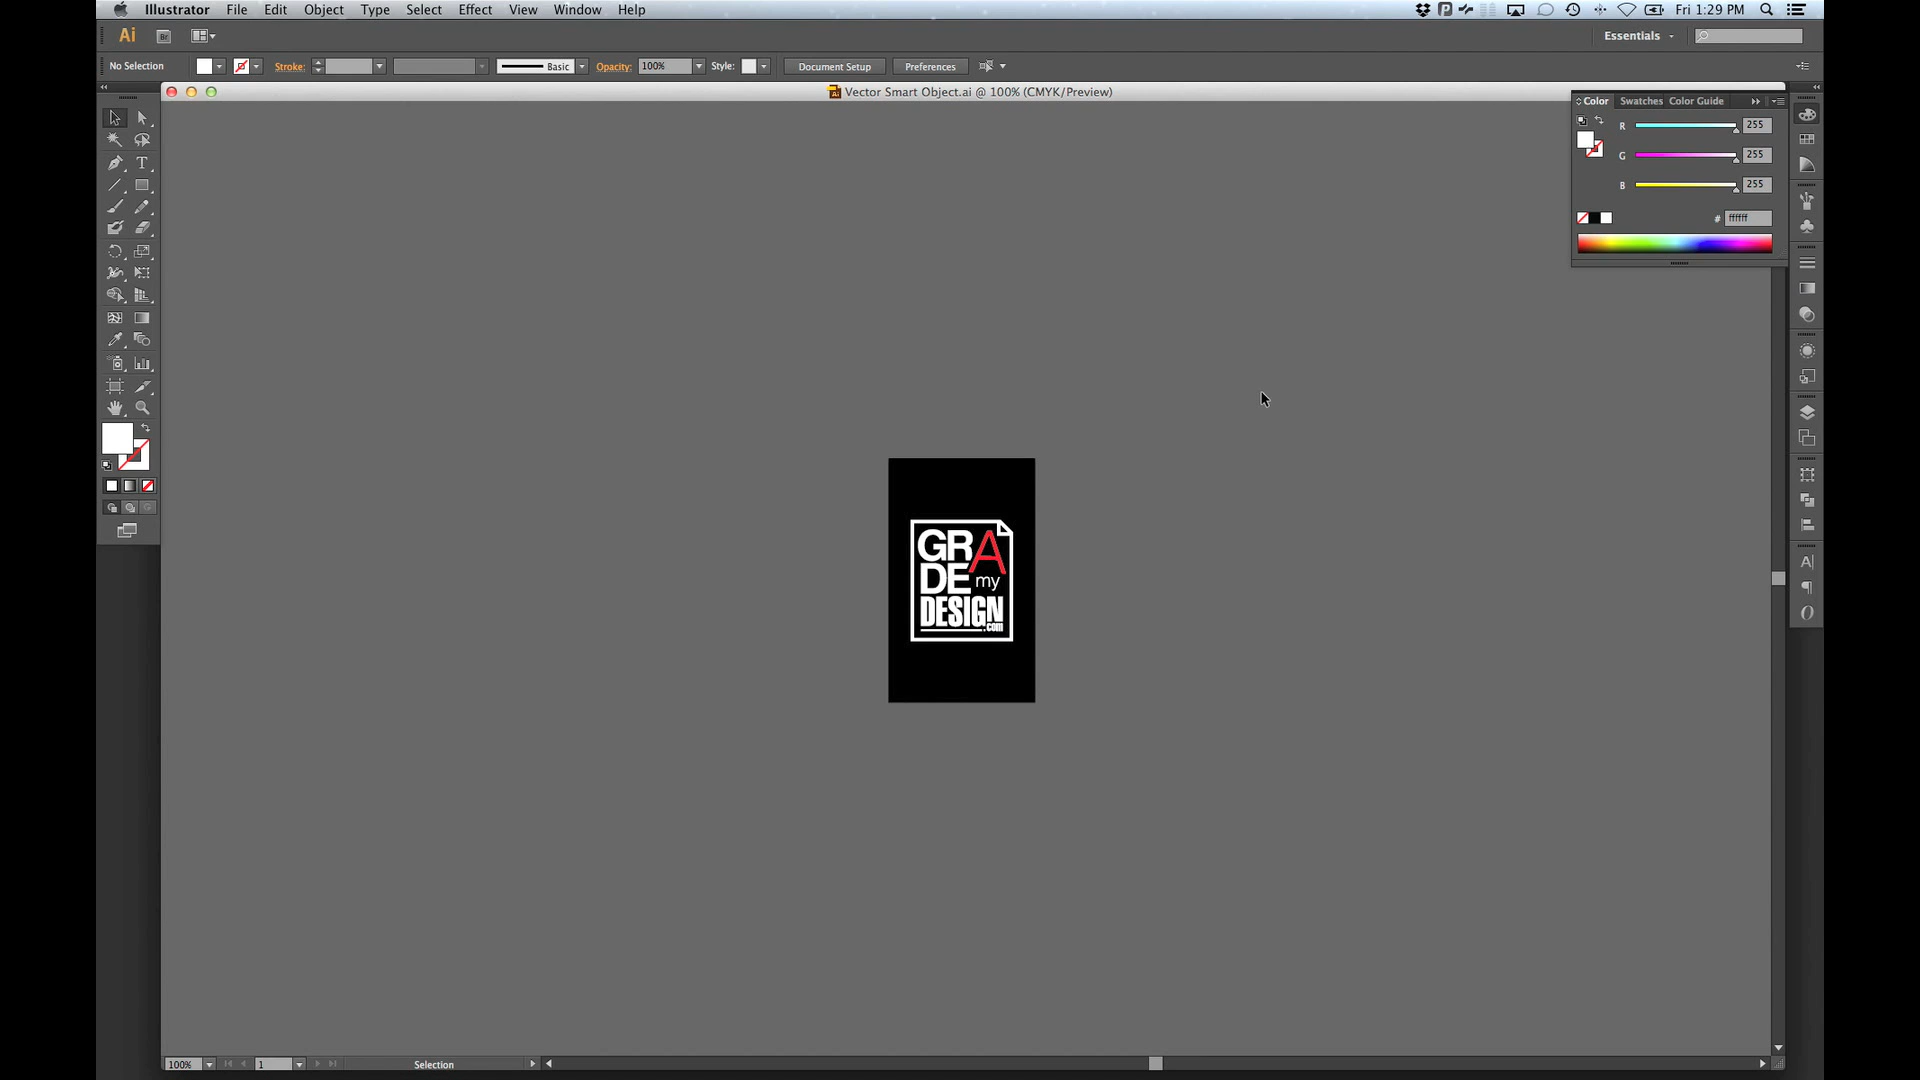 Illustrator File Edit Object Type Select Effect View Window Help
Fri 1:29 PM
Ai
Br
Essentials
No Selection
Stroke:
Basic
Opacity: 100%
Style:
Document Setup
Preferences
Vector Smart Object.ai @ 100% (CMYK/Preview)
Color Swatches Color Guide
R 255
G 255
B 255
# ffffff
GRA
DE my
DESIGN
.com
100%
1
Selection